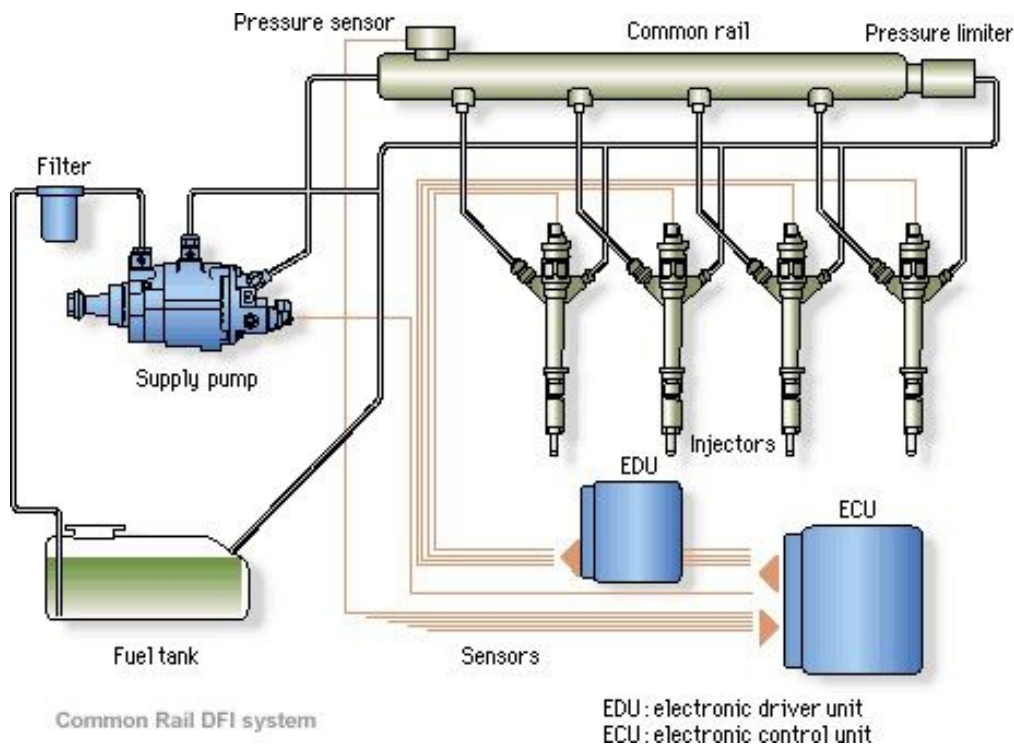 Pressure sensor
Common rail
Pressure limiter
Filter
Supply pump
Injectors
EDU
ECU
Fuel tank
Sensors
Common Rail DFI system
EDU: electronic driver unit
ECU: electronic control unit